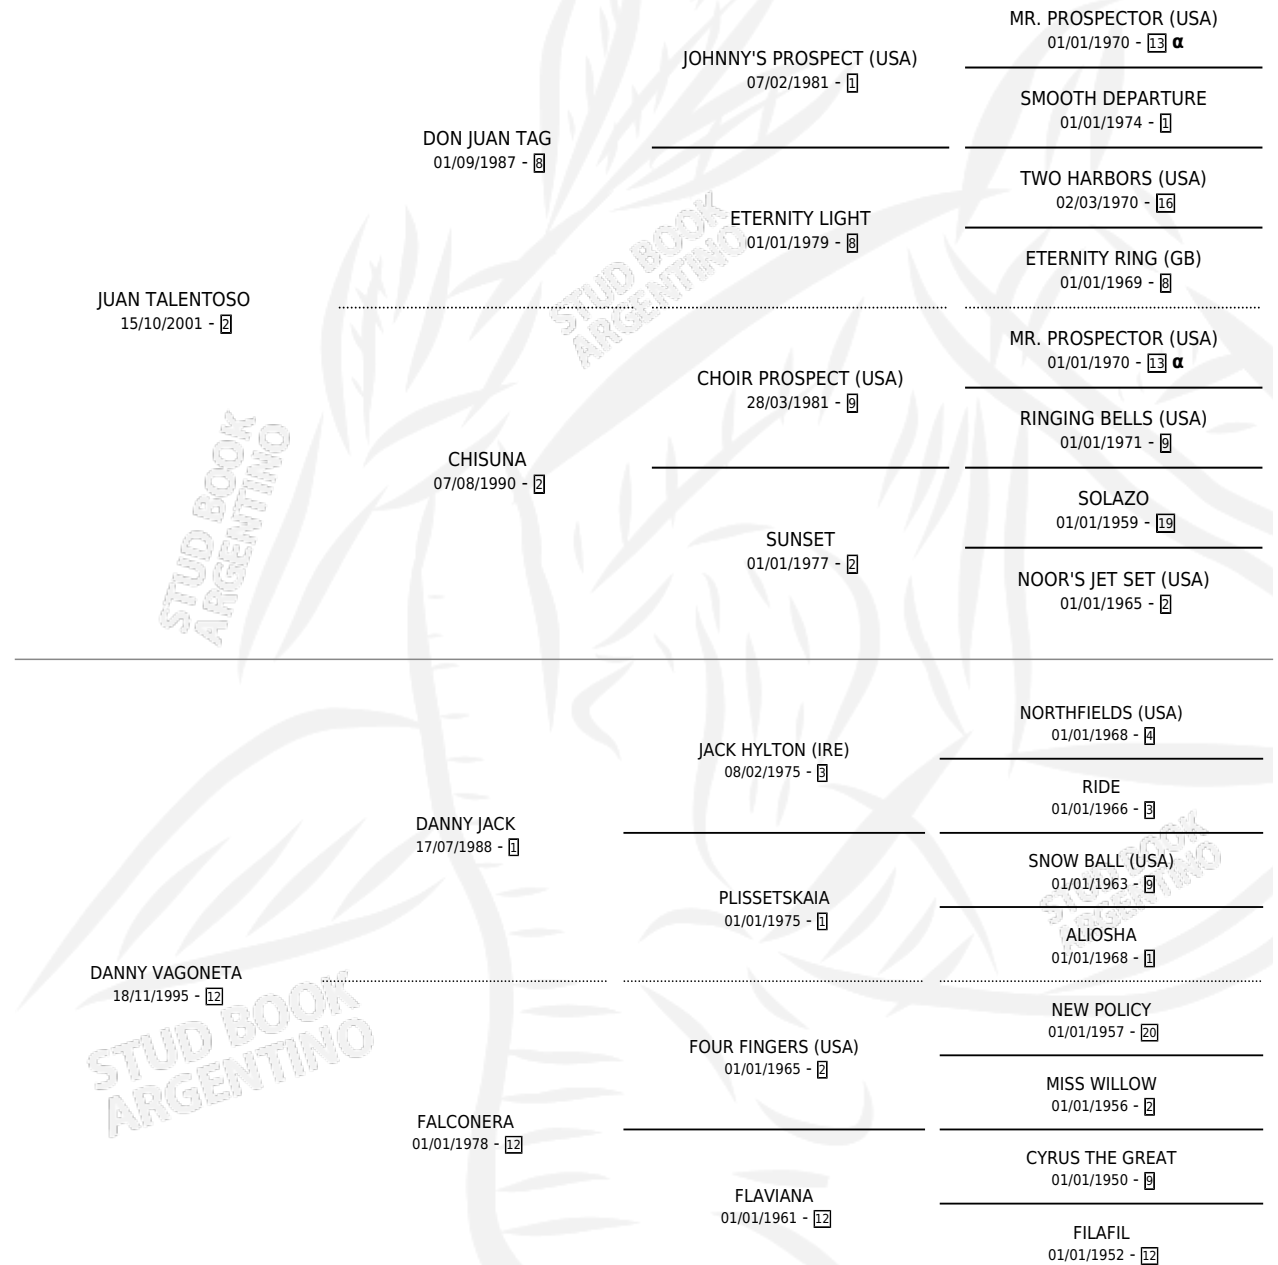 MR. PROSPECTOR (USA)
01/01/1970 - 13 α
JOHNNY'S PROSPECT (USA)
07/02/1981 - 1
SMOOTH DEPARTURE
01/01/1974 - 1
DON JUAN TAG
01/09/1987 - 8
TWO HARBORS (USA)
02/03/1970 - 16
ETERNITY LIGHT
01/01/1979 - 8
ETERNITY RING (GB)
01/01/1969 - 8
JUAN TALENTOSO
15/10/2001 - 2
MR. PROSPECTOR (USA)
01/01/1970 - 13 α
CHOIR PROSPECT (USA)
28/03/1981 - 9
RINGING BELLS (USA)
01/01/1971 - 9
CHISUNA
07/08/1990 - 2
SOLAZO
01/01/1959 - 19
SUNSET
01/01/1977 - 2
NOOR'S JET SET (USA)
01/01/1965 - 2
NORTHFIELDS (USA)
01/01/1968 - 4
JACK HYLTON (IRE)
08/02/1975 - 3
RIDE
01/01/1966 - 3
DANNY JACK
17/07/1988 - 1
SNOW BALL (USA)
01/01/1963 - 9
PLISSETSKAIA
01/01/1975 - 1
ALIOSHA
01/01/1968 - 1
DANNY VAGONETA
18/11/1995 - 12
NEW POLICY
01/01/1957 - 20
FOUR FINGERS (USA)
01/01/1965 - 2
MISS WILLOW
01/01/1956 - 2
FALCONERA
01/01/1978 - 12
CYRUS THE GREAT
01/01/1950 - 9
FLAVIANA
01/01/1961 - 12
FILAFIL
01/01/1952 - 12
STUD BOOK
ARGENTINO
STUD BOOK
ARGENTINO
STUD BOOK
ARGENTINO
STUD BOOK
ARGENTINO